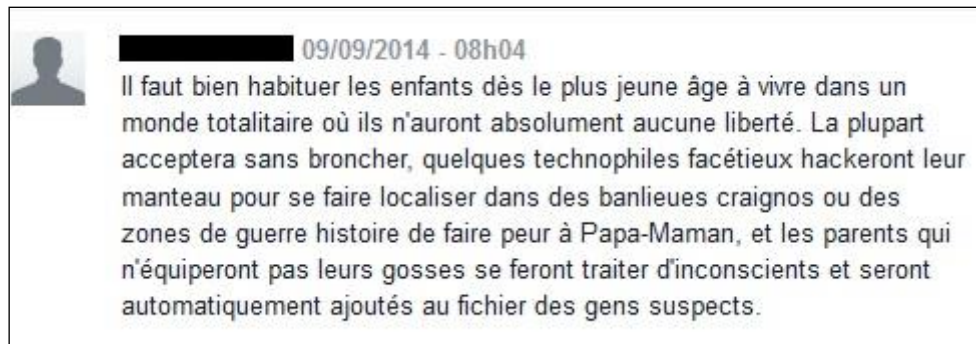 09/09/2014 - 08h04
Il faut bien habituer les enfants dès le plus jeune âge à vivre dans un
monde totalitaire où ils n'auront absolument aucune liberté. La plupart
acceptera sans broncher, quelques technophiles facétieux hackeront leur
manteau pour se faire localiser dans des banlieues craignos ou des
zones de guerre histoire de faire peur à Papa-Maman, et les parents qui
n'équiperont pas leurs gosses se feront traiter d'inconscients et seront
automatiquement ajoutés au fichier des gens suspects.